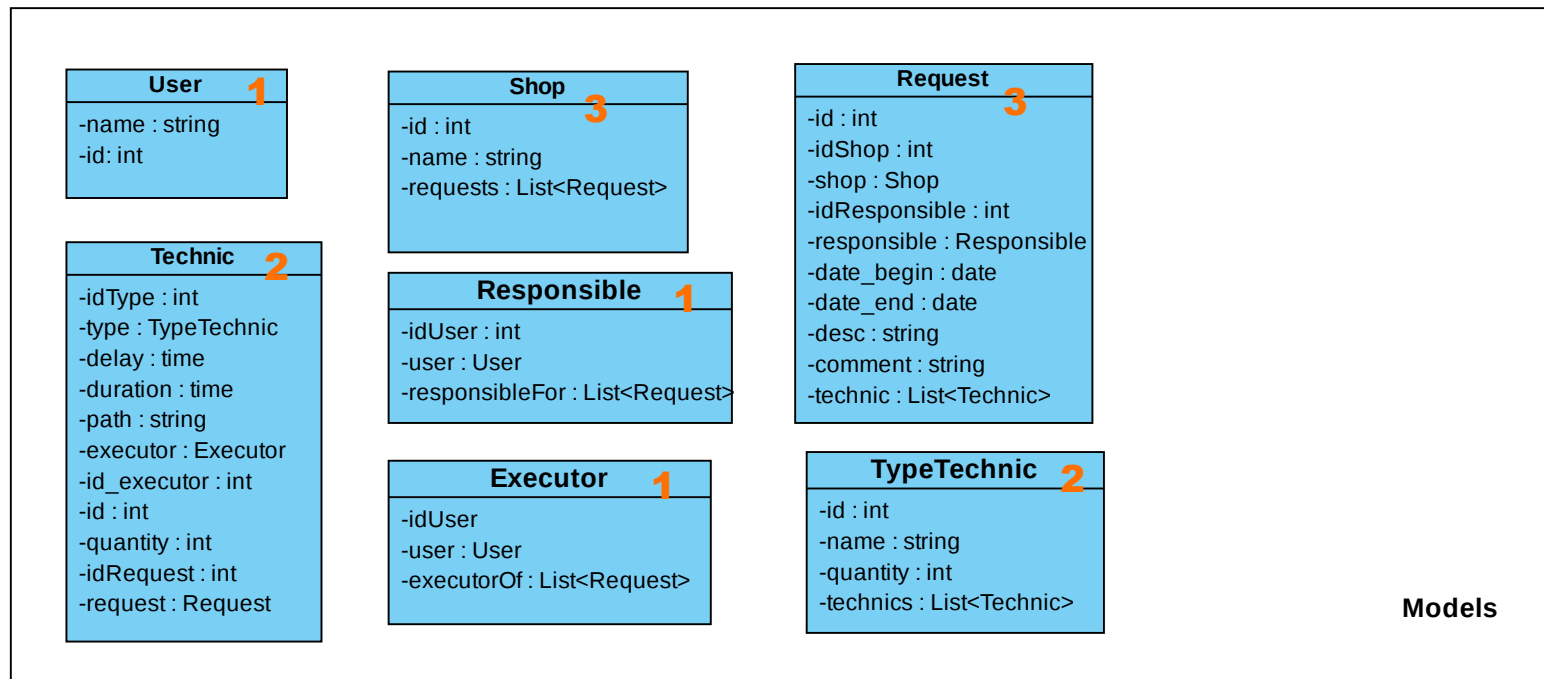 User
1
-name : string
-id: int
Shop
3
-id : int
-name : string
-requests : List<Request>
Request
3
-id : int
-idShop : int
-shop : Shop
-idResponsible : int
-responsible : Responsible
-date_begin : date
-date_end : date
-desc : string
-comment : string
-technic : List<Technic>
Technic
2
-idType : int
-type : TypeTechnic
-delay : time
-duration : time
-path : string
-executor : Executor
-id_executor : int
-id : int
-quantity : int
-idRequest : int
-request : Request
Responsible
1
-idUser : int
-user : User
-responsibleFor : List<Request>
Executor
1
-idUser
-user : User
-executorOf : List<Request>
TypeTechnic
2
-id : int
-name : string
-quantity : int
-technics : List<Technic>
Models